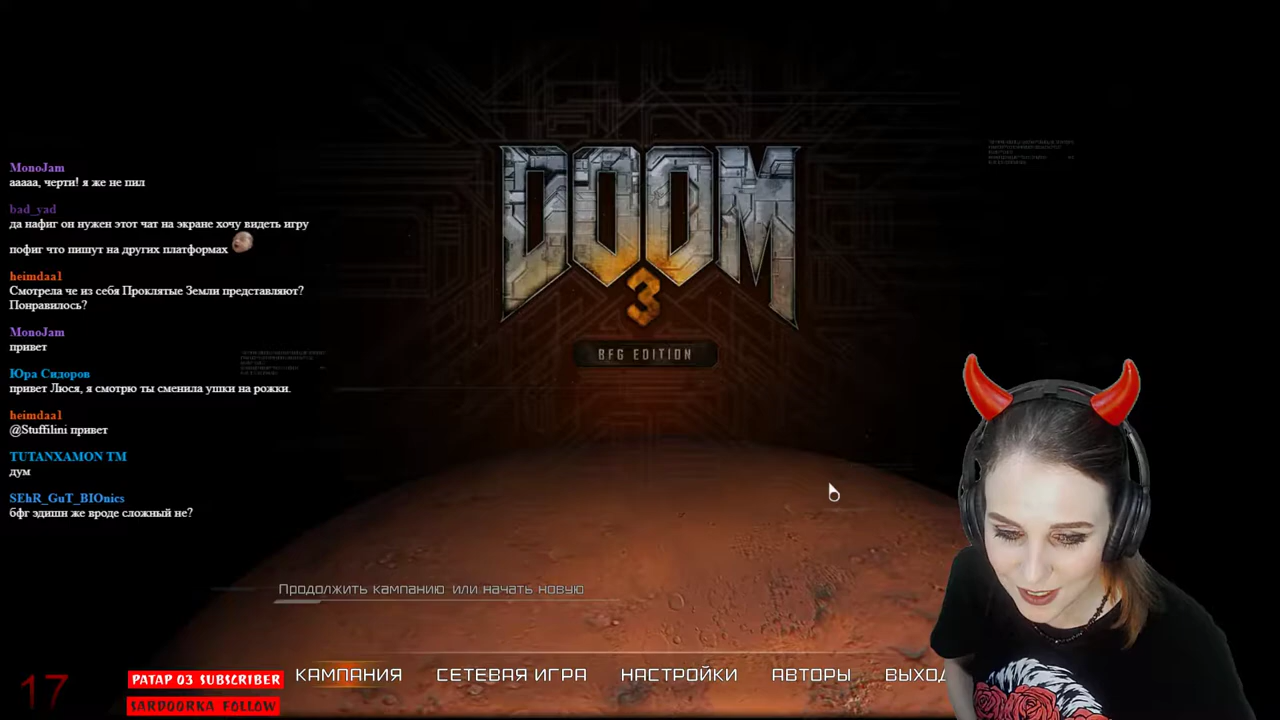 DOOM
3
BFG EDITION
MonoJam
ааааа, черти! я же не пил
bad_yad
да нафиг он нужен этот чат на экране хочу видеть игру
пофиг что пишут на других платформах
heimdaa1
Смотрела че из себя Проклятые Земли представляют?
Понравилось?
MonoJam
привет
Юра Сидоров
привет Люся, я смотрю ты сменила ушки на рожки.
heimdaa1
@Stuffilini привет
TUTANXAMON TM
дум
SEhR_GuT_BIOnics
бфг эдишн же вроде сложный не?
Продолжить кампанию или начать новую
КАМПАНИЯ СЕТЕВАЯ ИГРА НАСТРОЙКИ АВТОРЫ ВЫХОД
17
PATAP 03 SUBSCRIBER
SARDOORKA FOLLOW